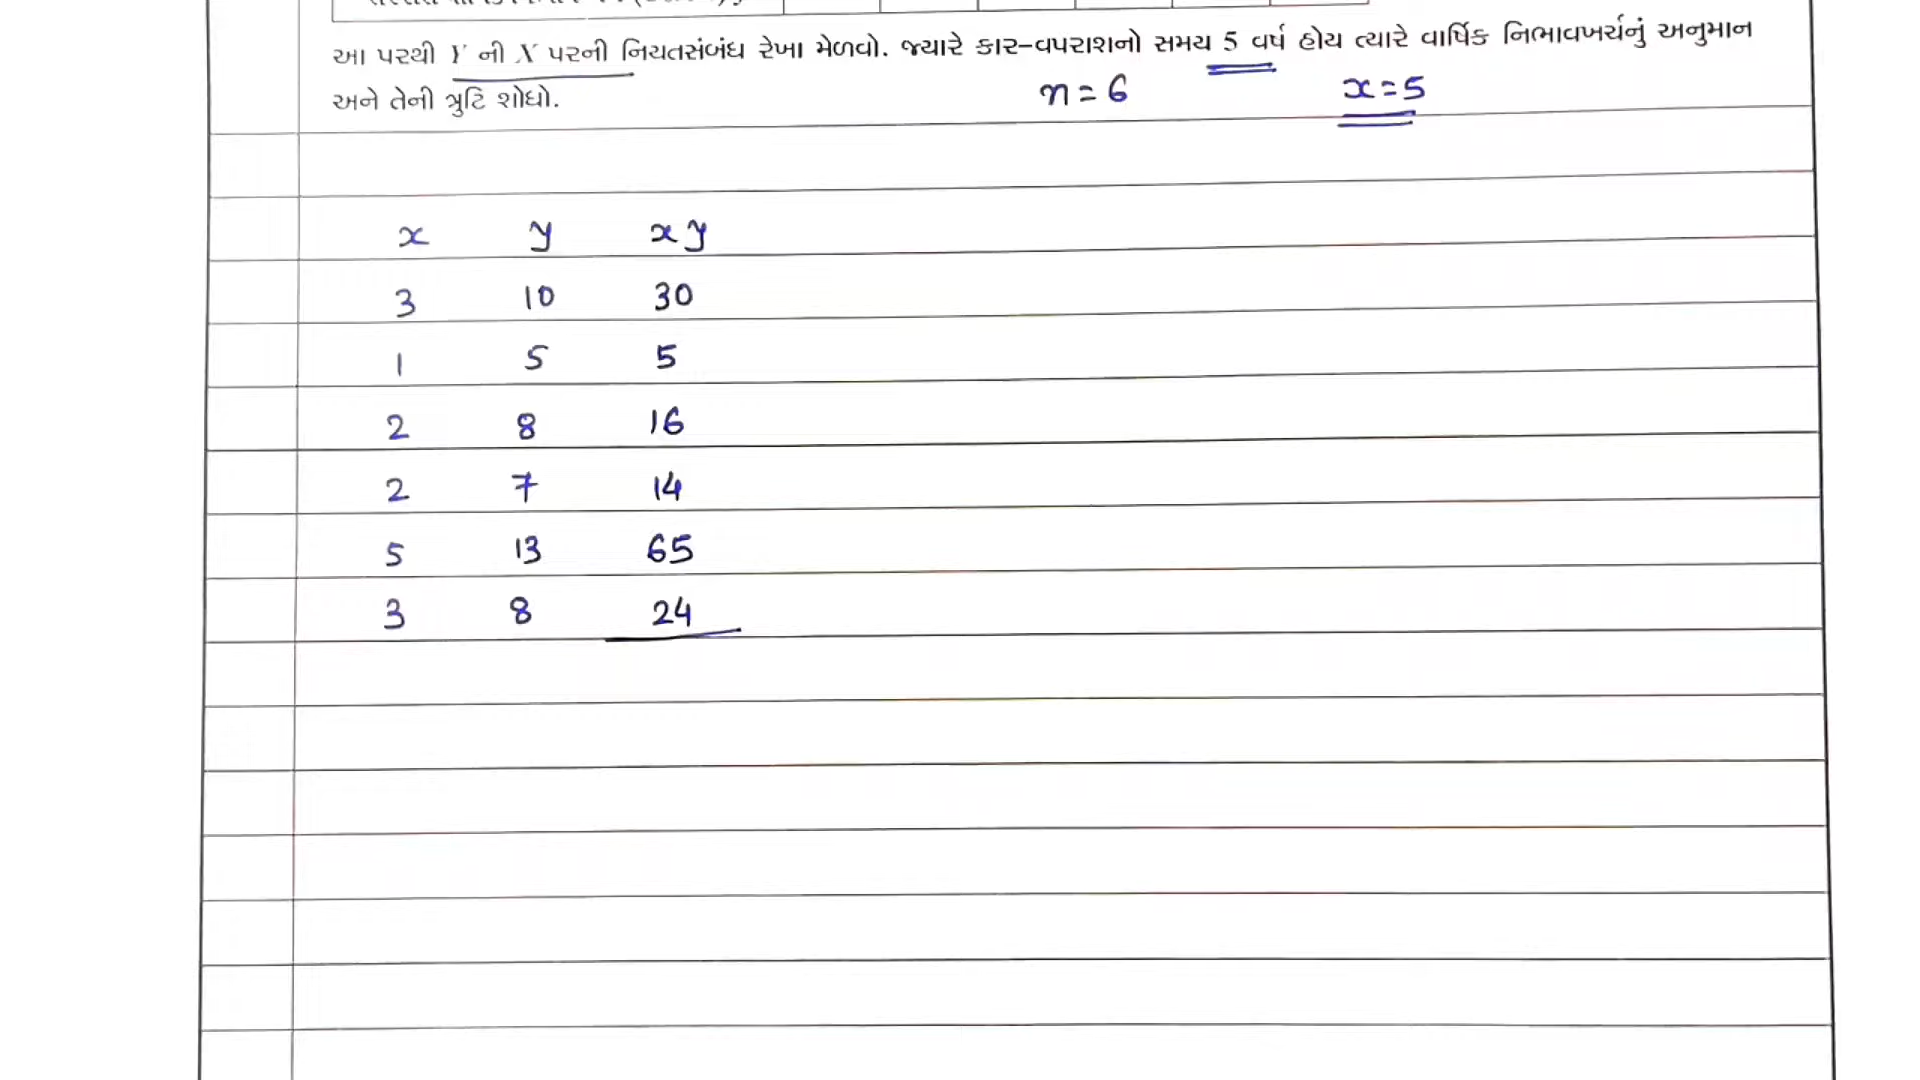 આ પરથી Y ની X પરની નિયતસંબંધ રેખા મેળવો. જ્યારે કાર-વપરાશનો સમય 5 વર્ષ હોય ત્યારે વાર્ષિક નિભાવખર્ચનું અનુમાન
અને તેની ત્રુટિ શોધો.
n = 6 x = 5
x y xy
3 10 30
1 5 5
2 8 16
2 7 14
5 13 65
3 8 24